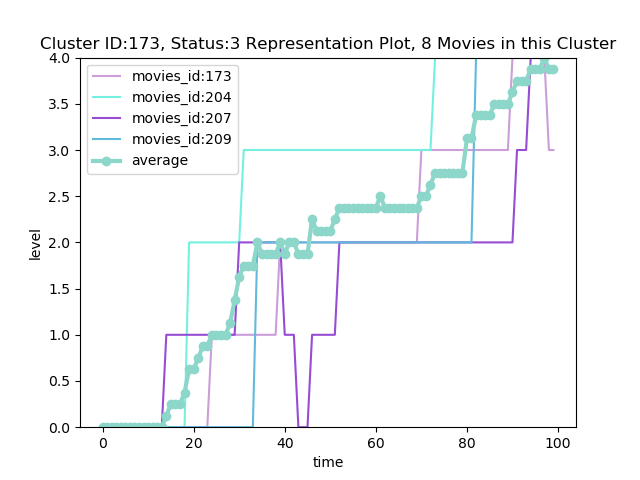 Cluster ID:173, Status:3 Representation Plot, 8 Movies in this Cluster
4.0
3.5
3.0
2.5
2.0
1.5
1.0
0.5
0.0
level
movies_id:173
movies_id:204
movies_id:207
movies_id:209
average
0 20 40 60 80 100
time